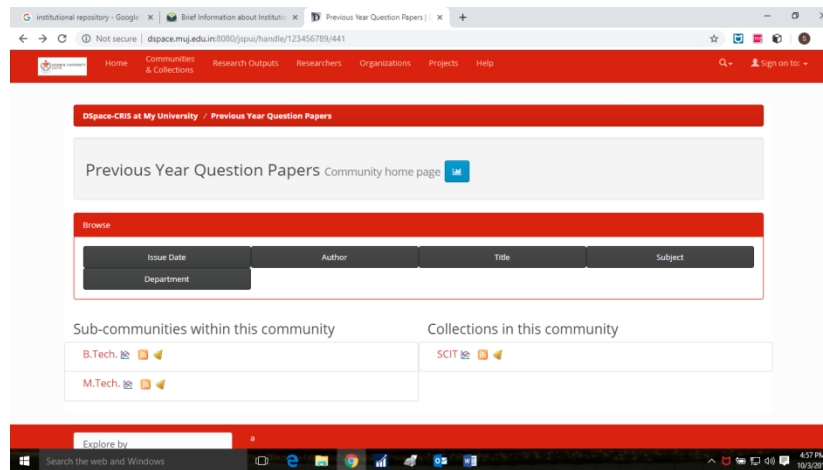 institutional repository - Google
Brief Information about Institutio
Previous Year Question Papers | C
Not secure | dspace.muj.edu.in:8080/jspui/handle/123456789/441
Home
Communities
& Collections
Research Outputs
Researchers
Organizations
Projects
Help
Sign on to:
DSpace-CRIS at My University / Previous Year Question Papers
Previous Year Question Papers Community home page
Browse
Issue Date
Author
Title
Subject
Department
Sub-communities within this community
Collections in this community
B.Tech.
SCIT
M.Tech.
Explore by
a
Search the web and Windows
4:57 PM
10/3/20